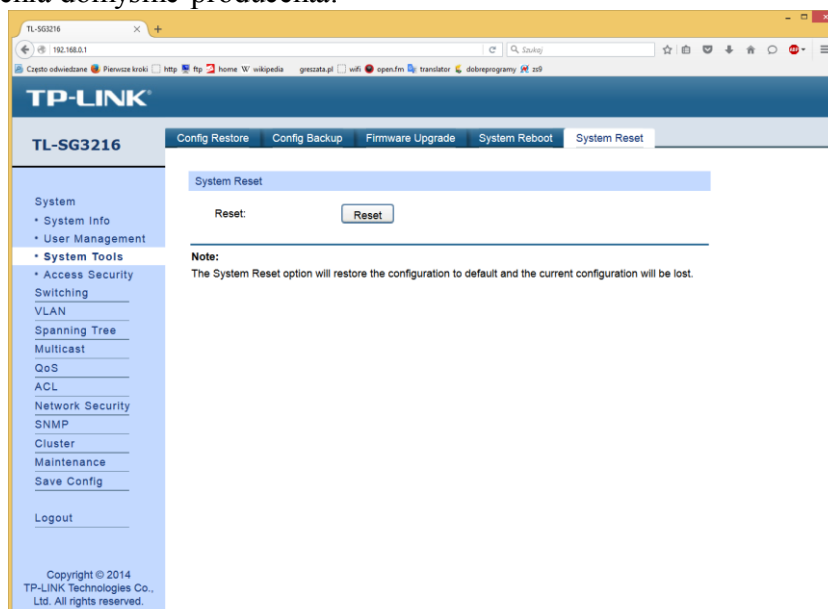 TL-SG3216
192.168.0.1
Szukaj
Często odwiedzane Pierwsze kroki http ftp home wikipedia greszata.pl wifi open.fm translator dobreprogramy zs9
TP-LINK
TL-SG3216
Config Restore Config Backup Firmware Upgrade System Reboot System Reset
System Reset
Reset: Reset
Note:
The System Reset option will restore the configuration to default and the current configuration will be lost.
System
• System Info
• User Management
• System Tools
• Access Security
Switching
VLAN
Spanning Tree
Multicast
QoS
ACL
Network Security
SNMP
Cluster
Maintenance
Save Config
Logout
Copyright © 2014
TP-LINK Technologies Co.,
Ltd. All rights reserved.